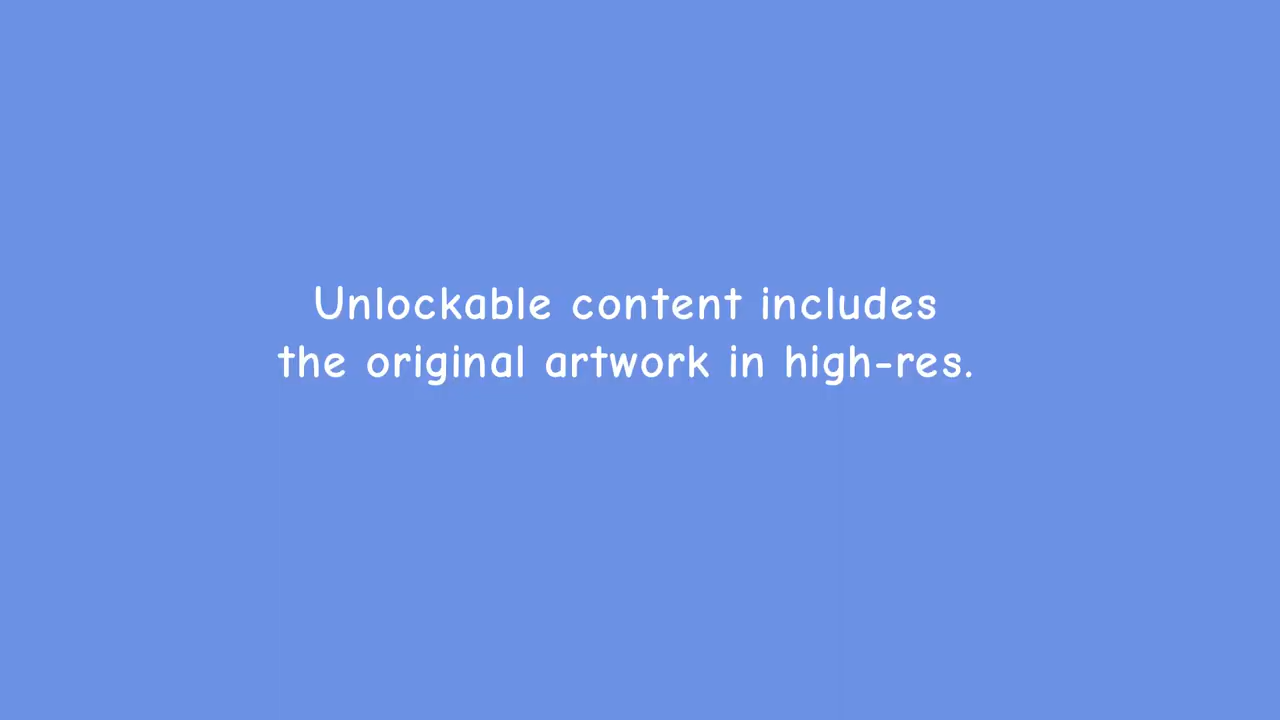 Unlockable content includes
the original artwork in high-res.